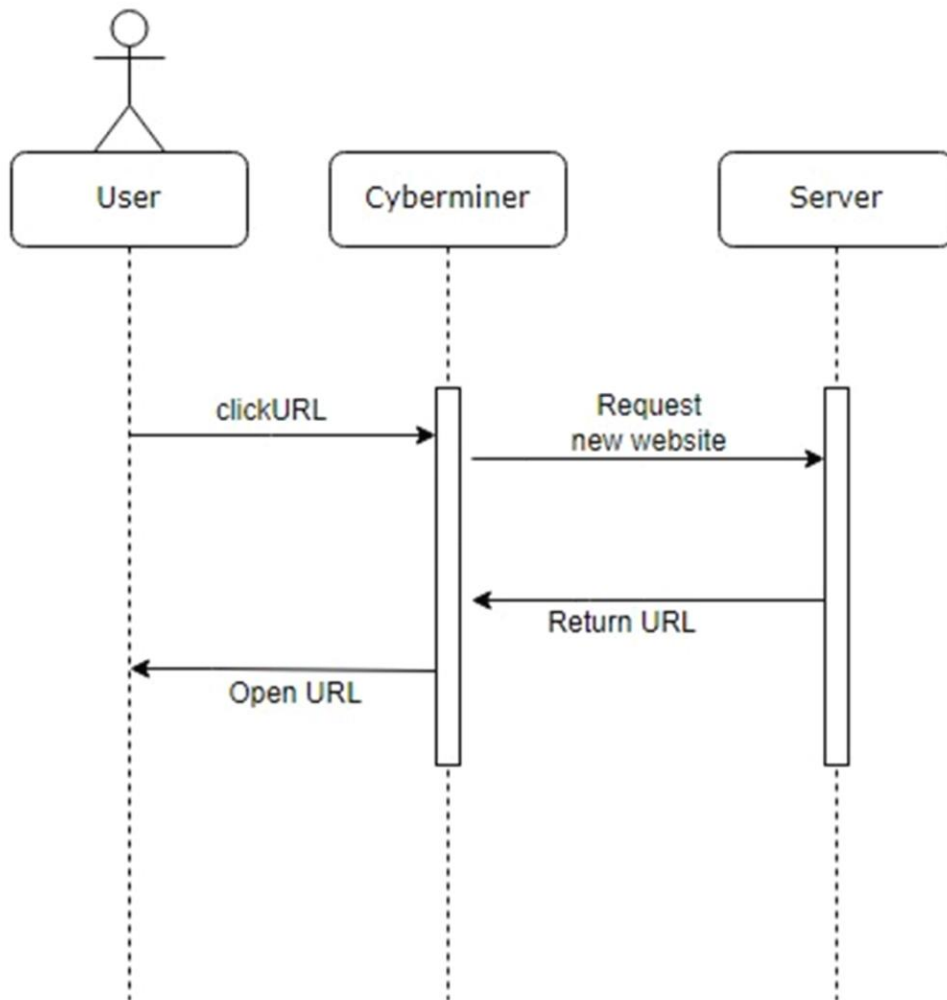 User
Cyberminer
Server
clickURL
Request
new website
Return URL
Open URL